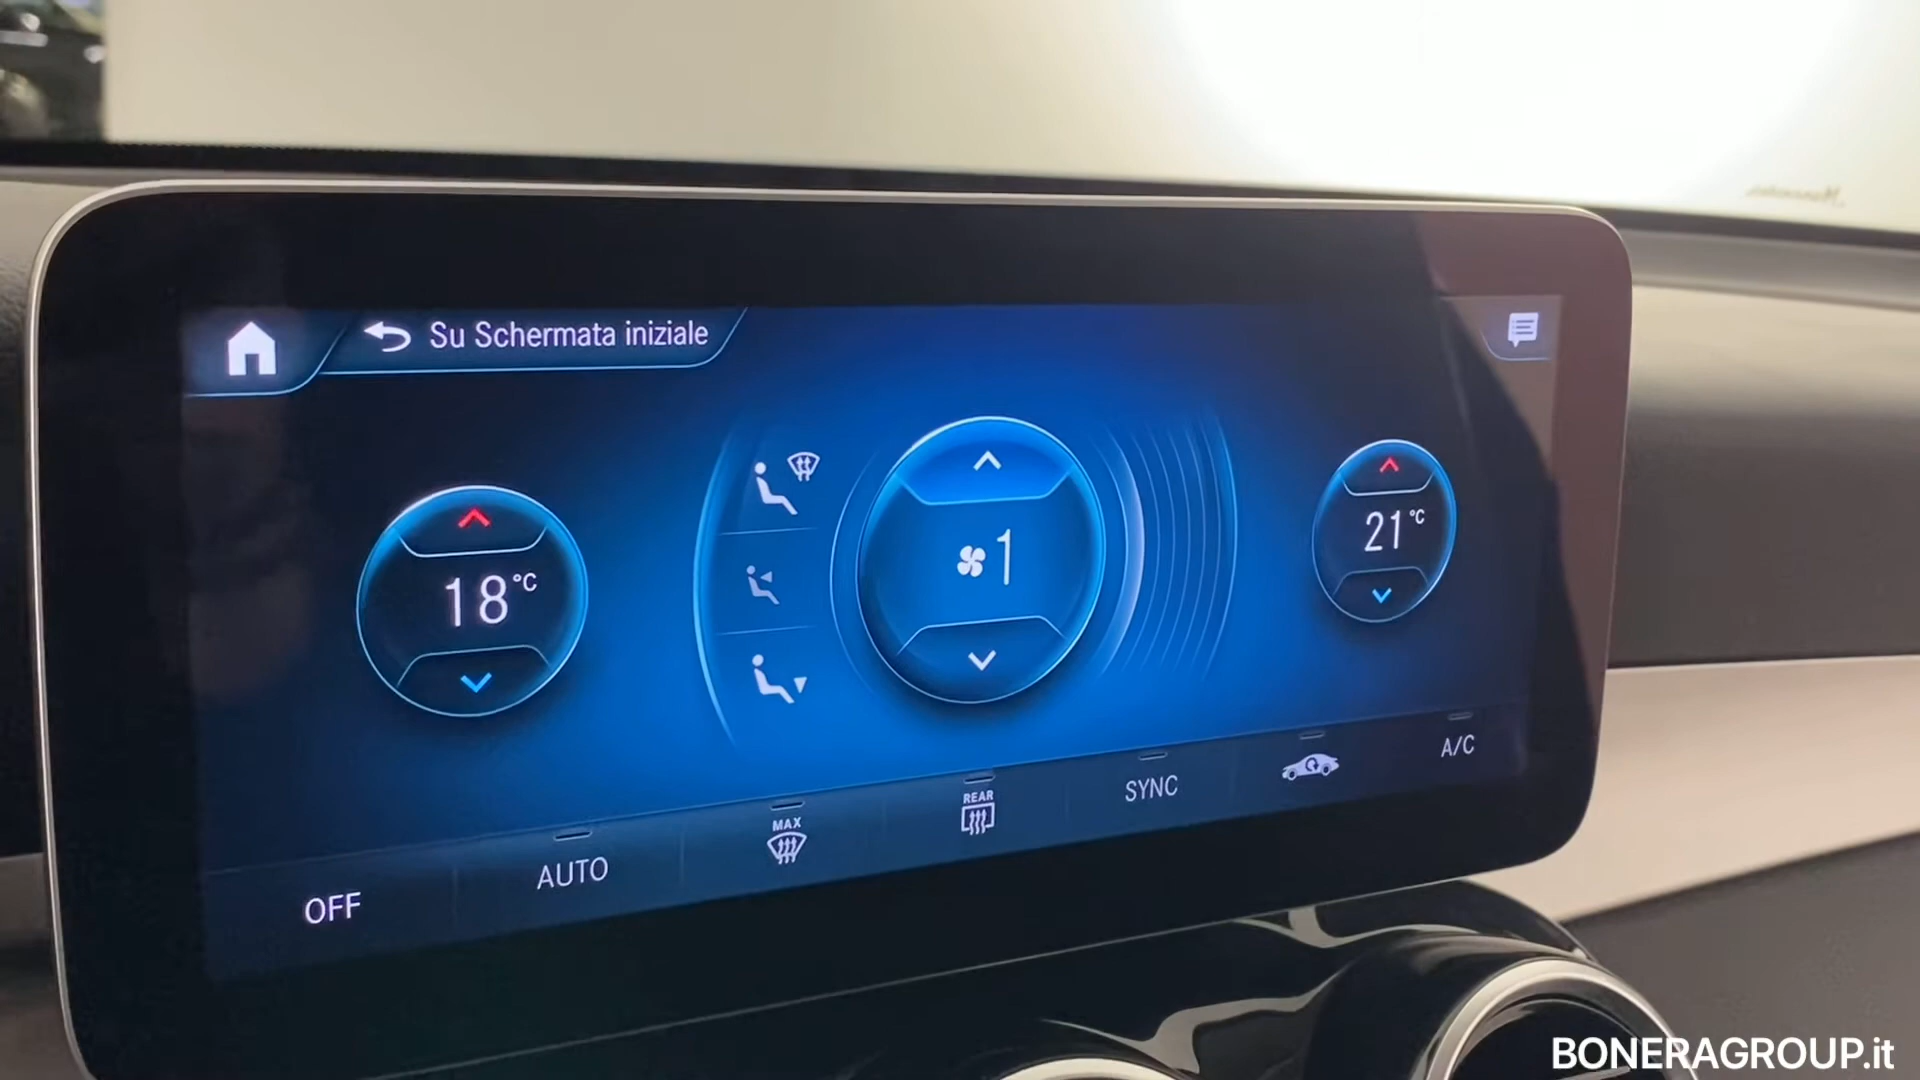 Su Schermata iniziale
18°C
1
21°C
OFF
AUTO
MAX
REAR
SYNC
A/C
BONERAGROUP.it